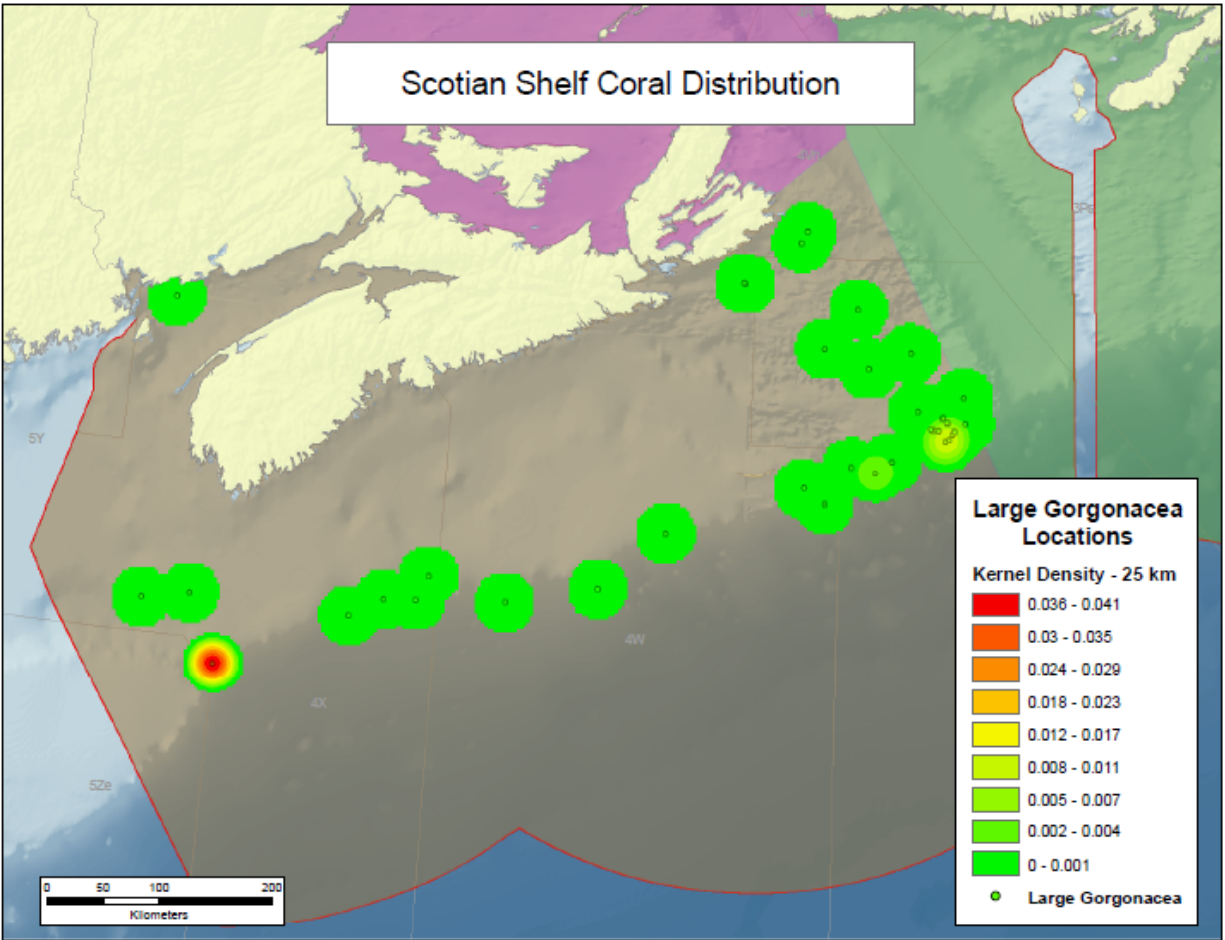 Scotian Shelf Coral Distribution
4Vn
3Ps
5Y
4W
4X
5Ze
Large Gorgonacea
Locations
Kernel Density - 25 km
0.036 - 0.041
0.03 - 0.035
0.024 - 0.029
0.018 - 0.023
0.012 - 0.017
0.008 - 0.011
0.005 - 0.007
0.002 - 0.004
0 - 0.001
Large Gorgonacea
0 50 100 200
Kilometers